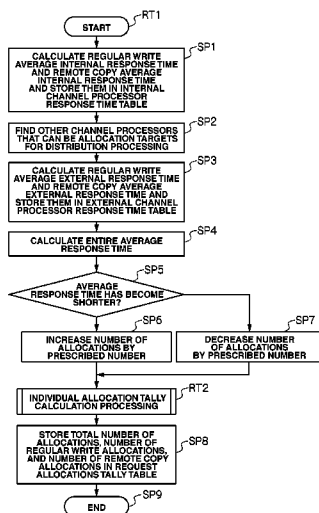 RT1
START
SP1
CALCULATE REGULAR WRITE
AVERAGE INTERNAL RESPONSE TIME
AND REMOTE COPY AVERAGE
INTERNAL RESPONSE TIME
AND STORE THEM IN INTERNAL
CHANNEL PROCESSOR
RESPONSE TIME TABLE
SP2
FIND OTHER CHANNEL PROCESSORS
THAT CAN BE ALLOCATION TARGETS
FOR DISTRIBUTION PROCESSING
SP3
CALCULATE REGULAR WRITE
AVERAGE EXTERNAL RESPONSE TIME
AND REMOTE COPY AVERAGE
EXTERNAL RESPONSE TIME AND
STORE THEM IN EXTERNAL CHANNEL
PROCESSOR RESPONSE TIME TABLE
SP4
CALCULATE ENTIRE AVERAGE
RESPONSE TIME
SP5
AVERAGE
RESPONSE TIME HAS BECOME
SHORTER?
SP6
INCREASE NUMBER OF
ALLOCATIONS BY
PRESCRIBED NUMBER
SP7
DECREASE NUMBER
OF ALLOCATIONS
BY PRESCRIBED NUMBER
RT2
INDIVIDUAL ALLOCATION TALLY
CALCULATION PROCESSING
SP8
STORE TOTAL NUMBER OF
ALLOCATIONS, NUMBER OF
REGULAR WRITE ALLOCATIONS,
AND NUMBER OF REMOTE COPY
ALLOCATIONS IN REQUEST
ALLOCATIONS TALLY TABLE
END
SP9